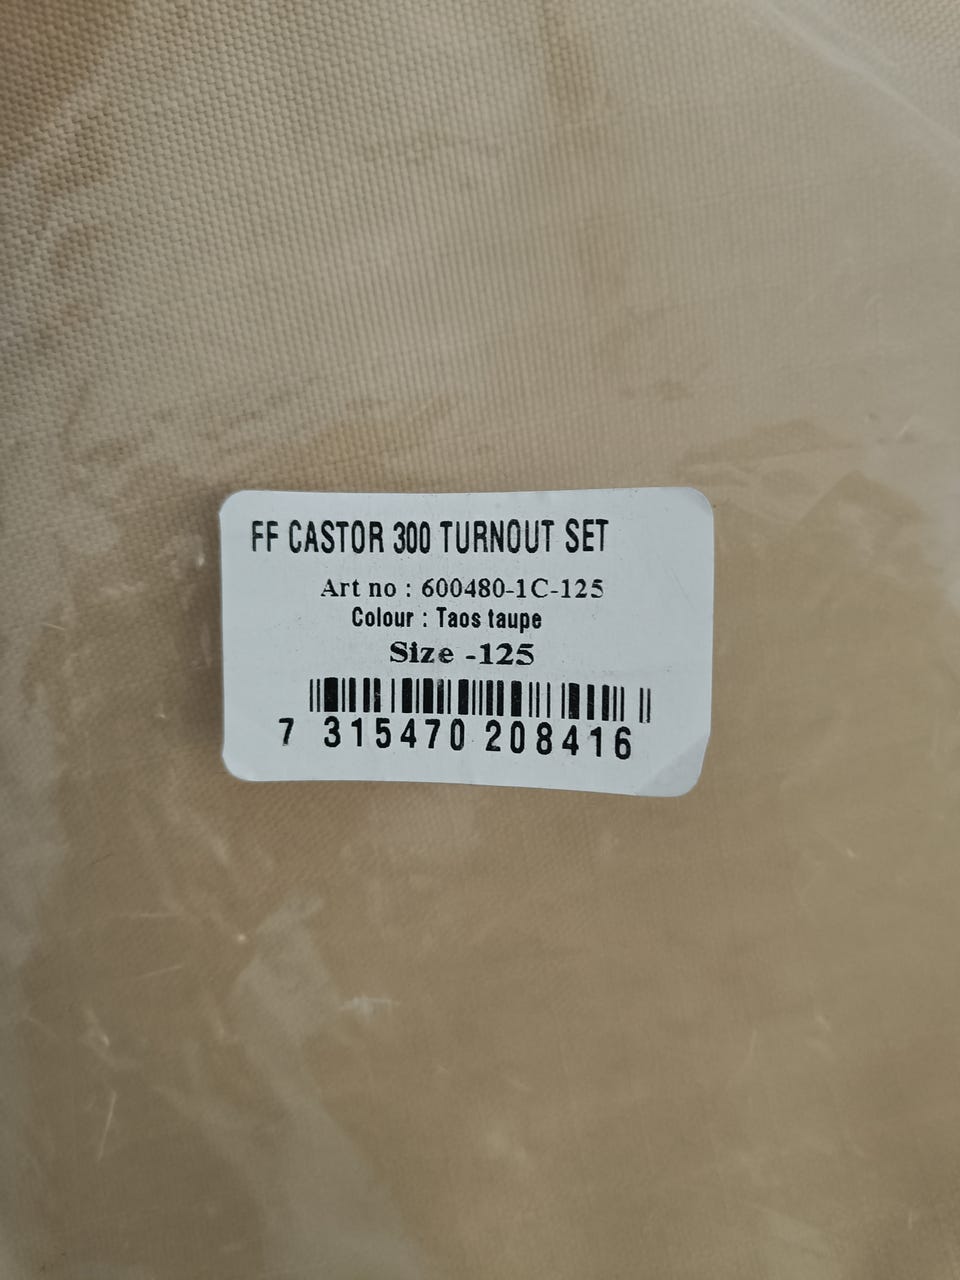 FF CASTOR 300 TURNOUT SET
Art no : 600480-1C-125
Colour : Taos taupe
Size -125
7 315470 208416